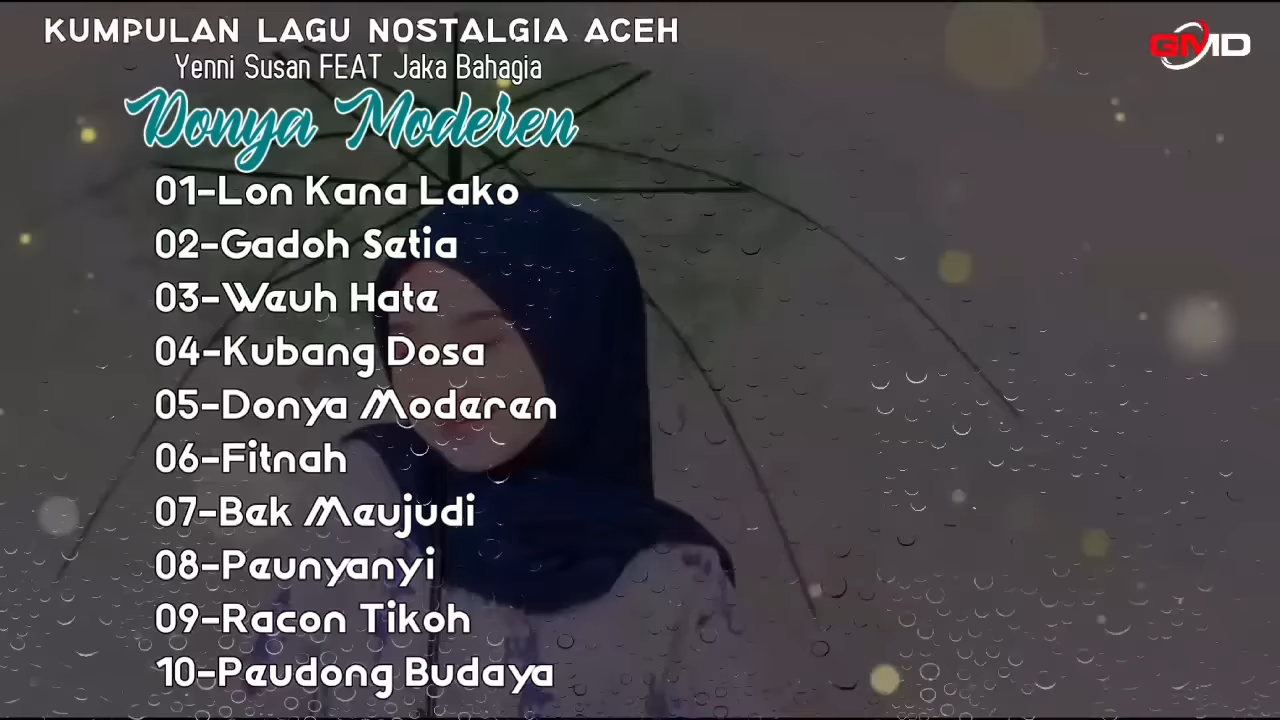 KUMPULAN LAGU NOSTALGIA ACEH
GMD
Yenni Susan FEAT Jaka Bahagia
Donya Moderen
01-Lon Kana Lako
02-Gadoh Setia
03-Weuh Hate
04-Kubang Dosa
05-Donya Moderen
06-Fitnah
07-Bek Meujudi
08-Peunyanyi
09-Racon Tikoh
10-Peudong Budaya